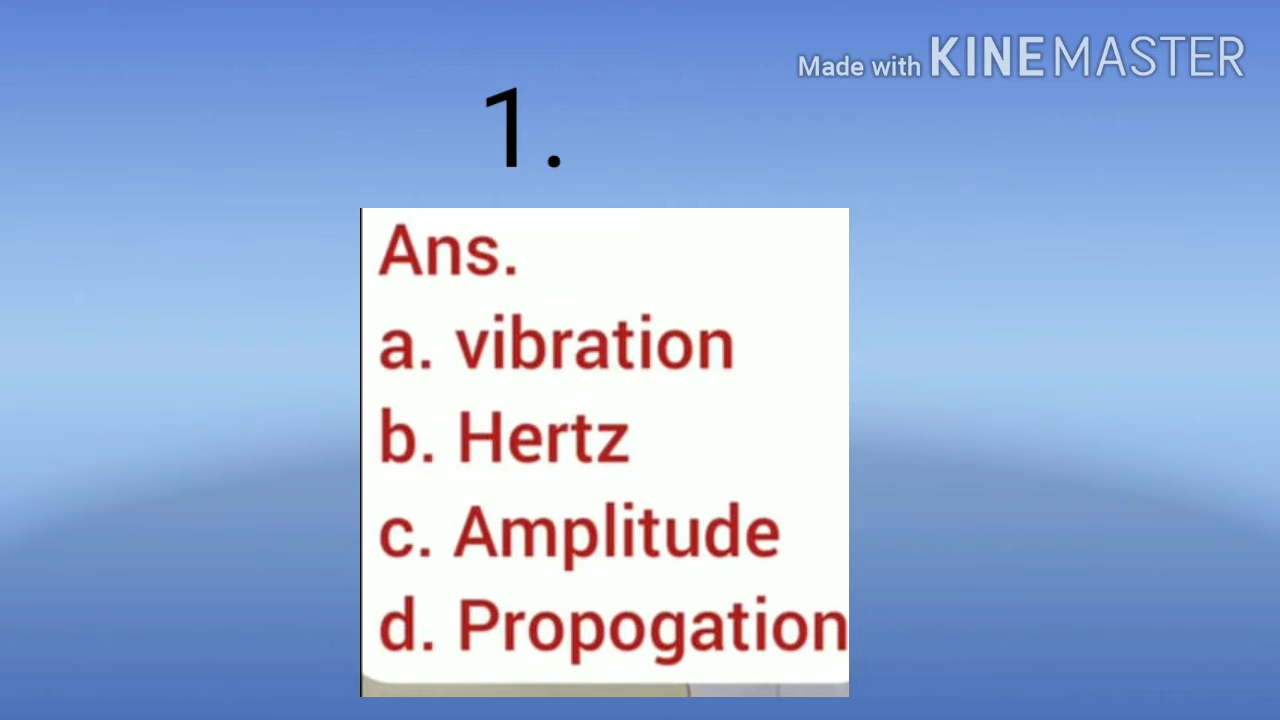 Made with KINEMASTER
1.
Ans.
a. vibration
b. Hertz
c. Amplitude
d. Propogation